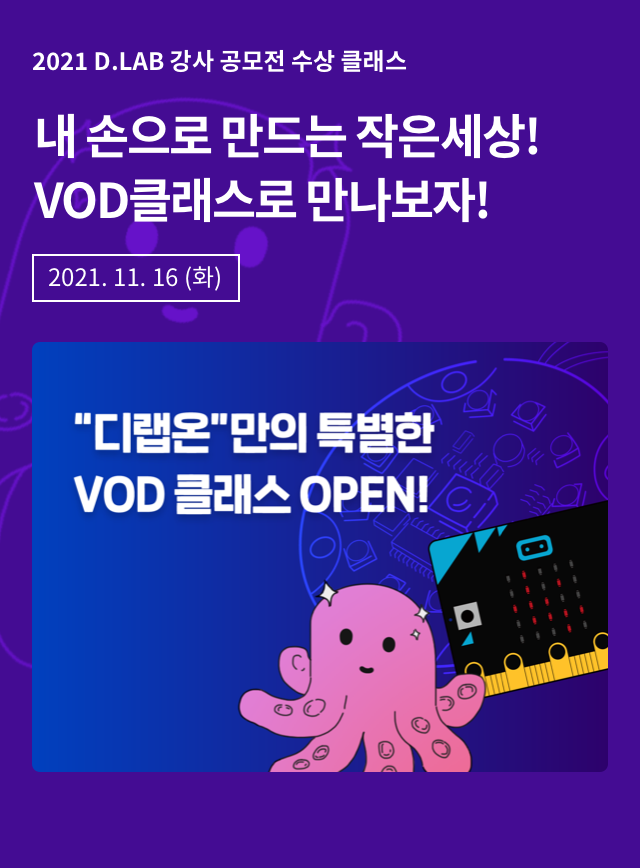 2021 D.LAB 강사 공모전 수상 클래스
내 손으로 만드는 작은세상!
VOD클래스로 만나보자!
2021. 11. 16 (화)
“디랩온”만의 특별한
VOD 클래스 OPEN!